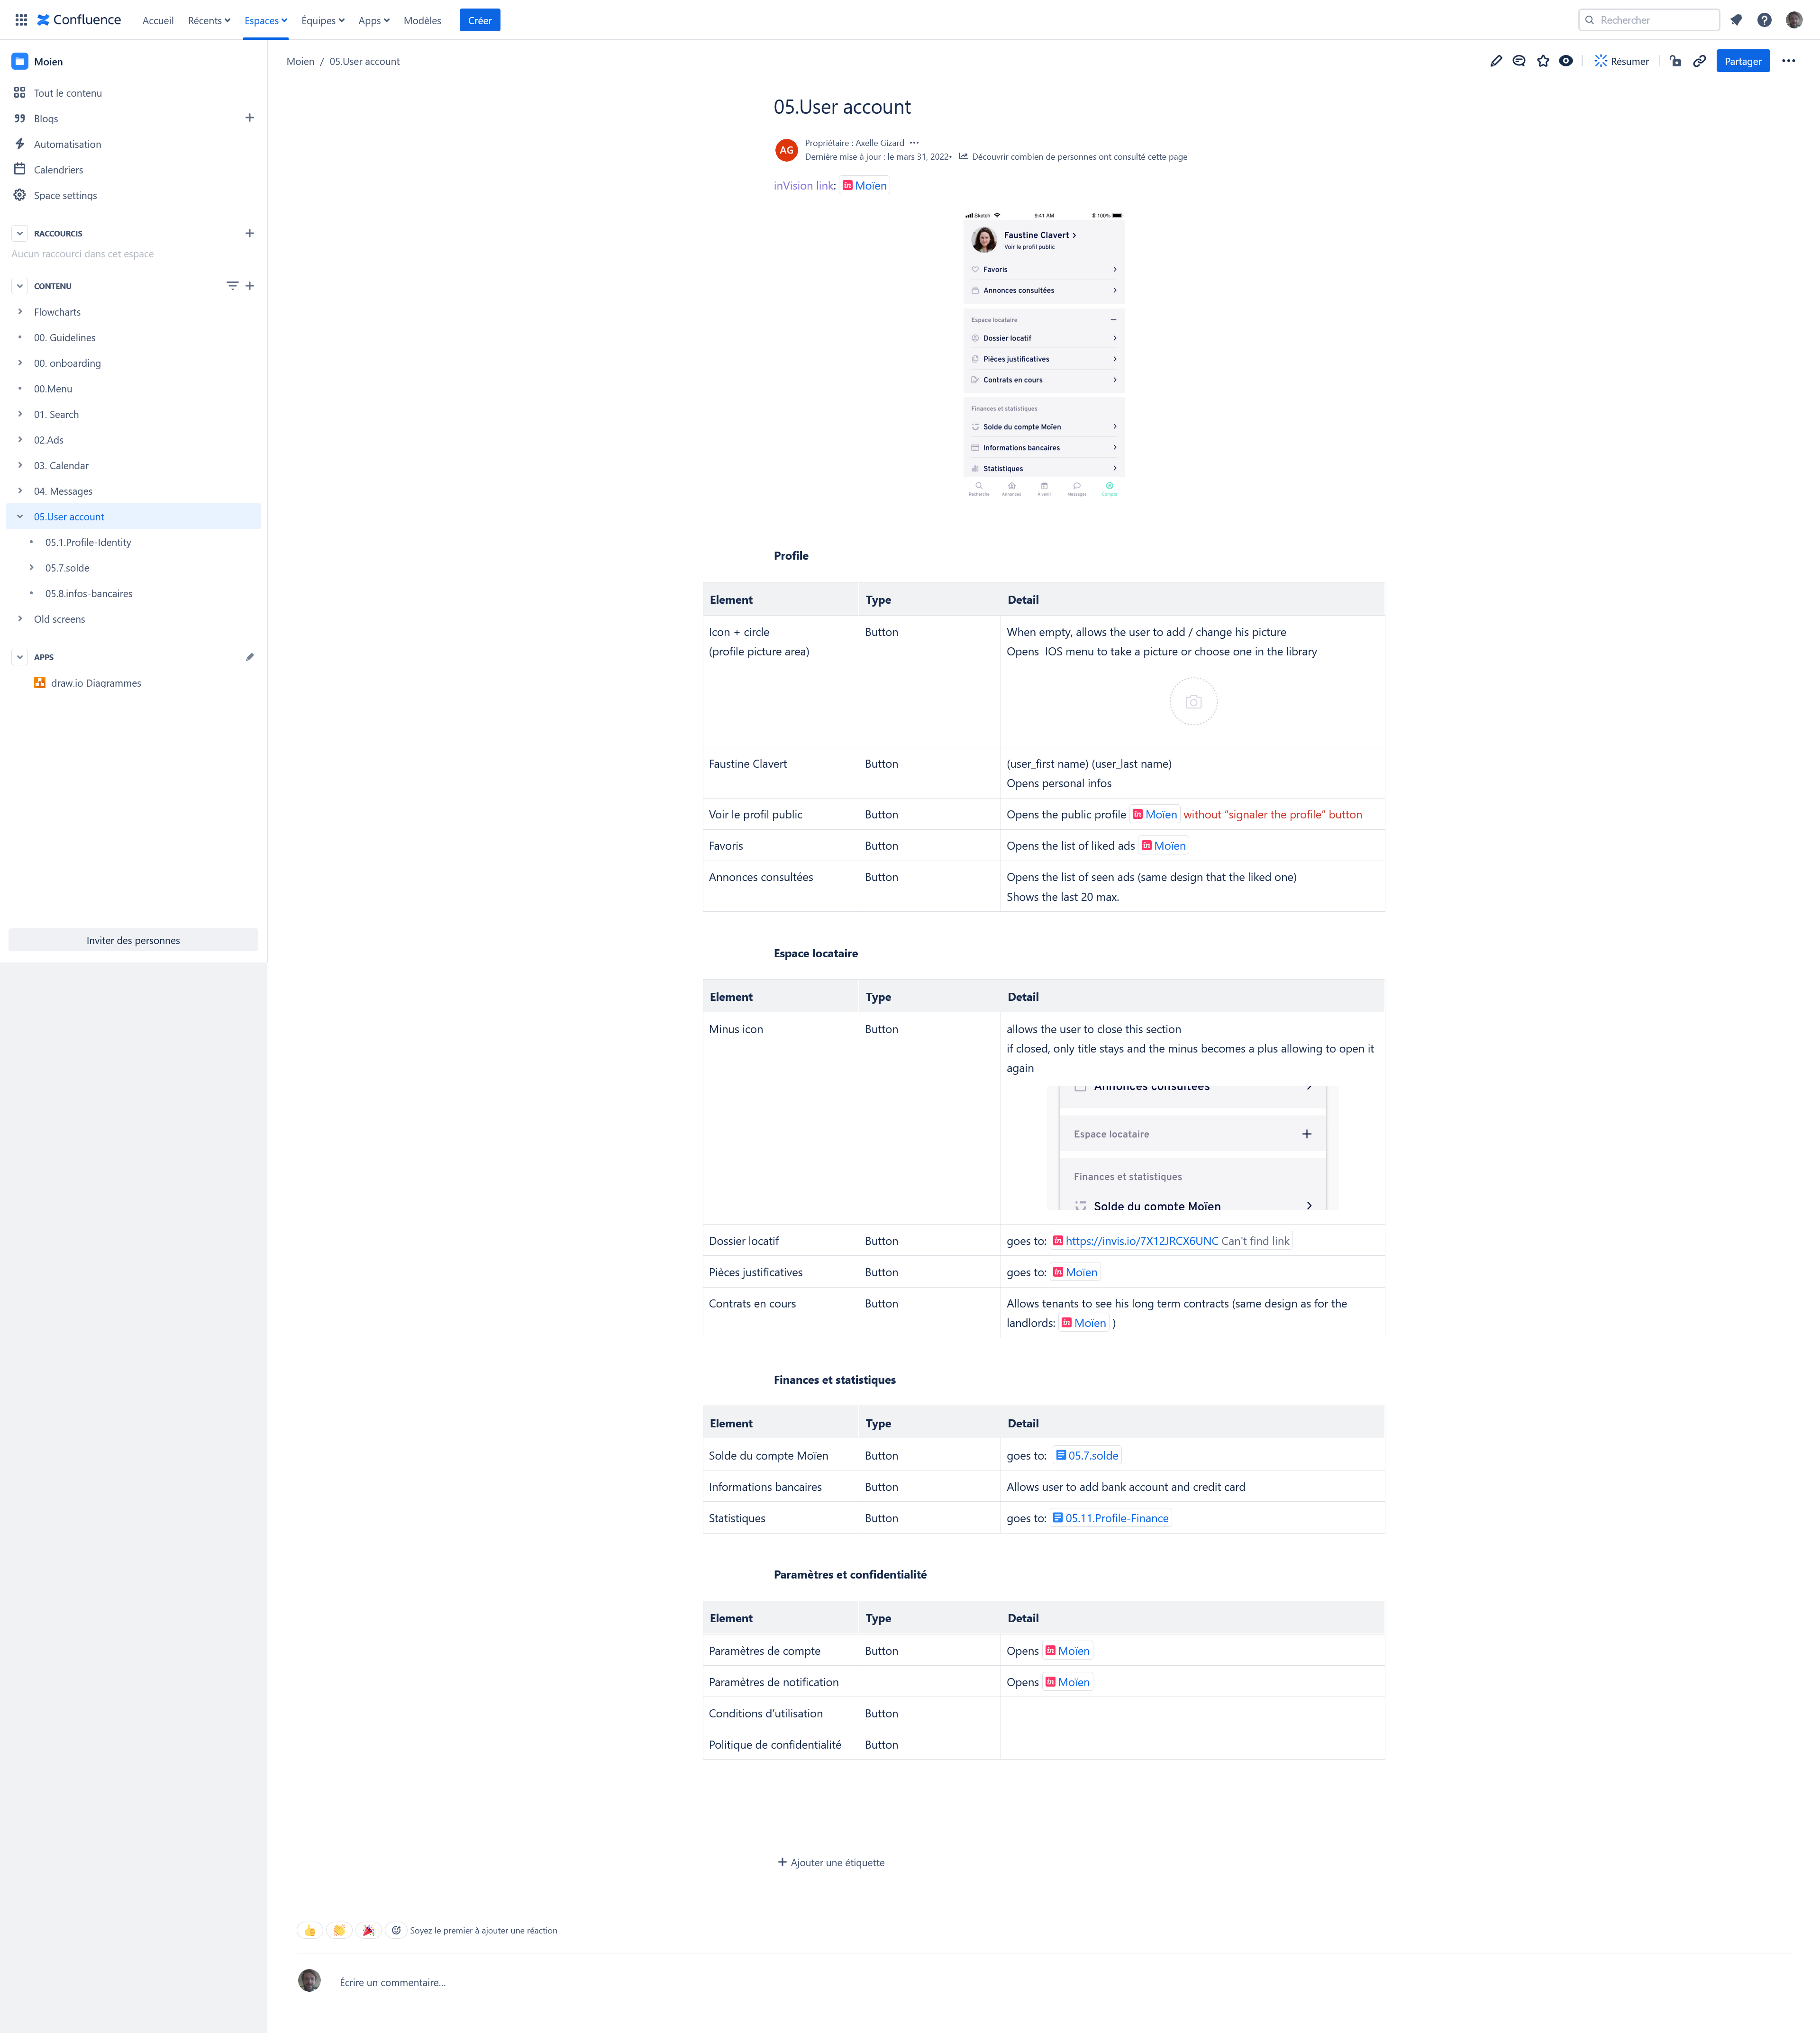 Confluence
Accueil
Récents
Espaces
Équipes
Apps
Modèles
Créer
Rechercher
Moien
Tout le contenu
Blogs
Automatisation
Calendriers
Space settings
RACCOURCIS
Aucun raccourci dans cet espace
CONTENU
Flowcharts
00. Guidelines
00. onboarding
00.Menu
01. Search
02.Ads
03. Calendar
04. Messages
05.User account
05.1.Profile-Identity
05.7.solde
05.8.infos-bancaires
Old screens
APPS
draw.io Diagrammes
Inviter des personnes
Moien / 05.User account
Résumer
Partager
05.User account
AG
Propriétaire : Axelle Gizard
Dernière mise à jour : le mars 31, 2022• Découvrir combien de personnes ont consulté cette page
inVision link: in Moïen
Sketch 9:41 AM 100%
Faustine Clavert
Voir le profil public
Favoris
Annonces consultées
Espace locataire
Dossier locatif
Pièces justificatives
Contrats en cours
Finances et statistiques
Solde du compte Moïen
Informations bancaires
Statistiques
Recherche Annonces À venir Messages Compte
Profile
Element Type Detail
Icon + circle Button When empty, allows the user to add / change his picture
(profile picture area) Opens IOS menu to take a picture or choose one in the library
Faustine Clavert Button (user_first name) (user_last name)
Opens personal infos
Voir le profil public Button Opens the public profile in Moïen without "signaler the profile" button
Favoris Button Opens the list of liked ads in Moïen
Annonces consultées Button Opens the list of seen ads (same design that the liked one)
Shows the last 20 max.
Espace locataire
Element Type Detail
Minus icon Button allows the user to close this section
if closed, only title stays and the minus becomes a plus allowing to open it
again
Annonces consultées
Espace locataire +
Finances et statistiques
Solde du compte Moïen
Dossier locatif Button goes to: in https://invis.io/7X12JRCX6UNC Can't find link
Pièces justificatives Button goes to: in Moïen
Contrats en cours Button Allows tenants to see his long term contracts (same design as for the
landlords: in Moïen )
Finances et statistiques
Element Type Detail
Solde du compte Moïen Button goes to: 05.7.solde
Informations bancaires Button Allows user to add bank account and credit card
Statistiques Button goes to: 05.11.Profile-Finance
Paramètres et confidentialité
Element Type Detail
Paramètres de compte Button Opens in Moïen
Paramètres de notification Opens in Moïen
Conditions d'utilisation Button
Politique de confidentialité Button
Ajouter une étiquette
Soyez le premier à ajouter une réaction
Écrire un commentaire…